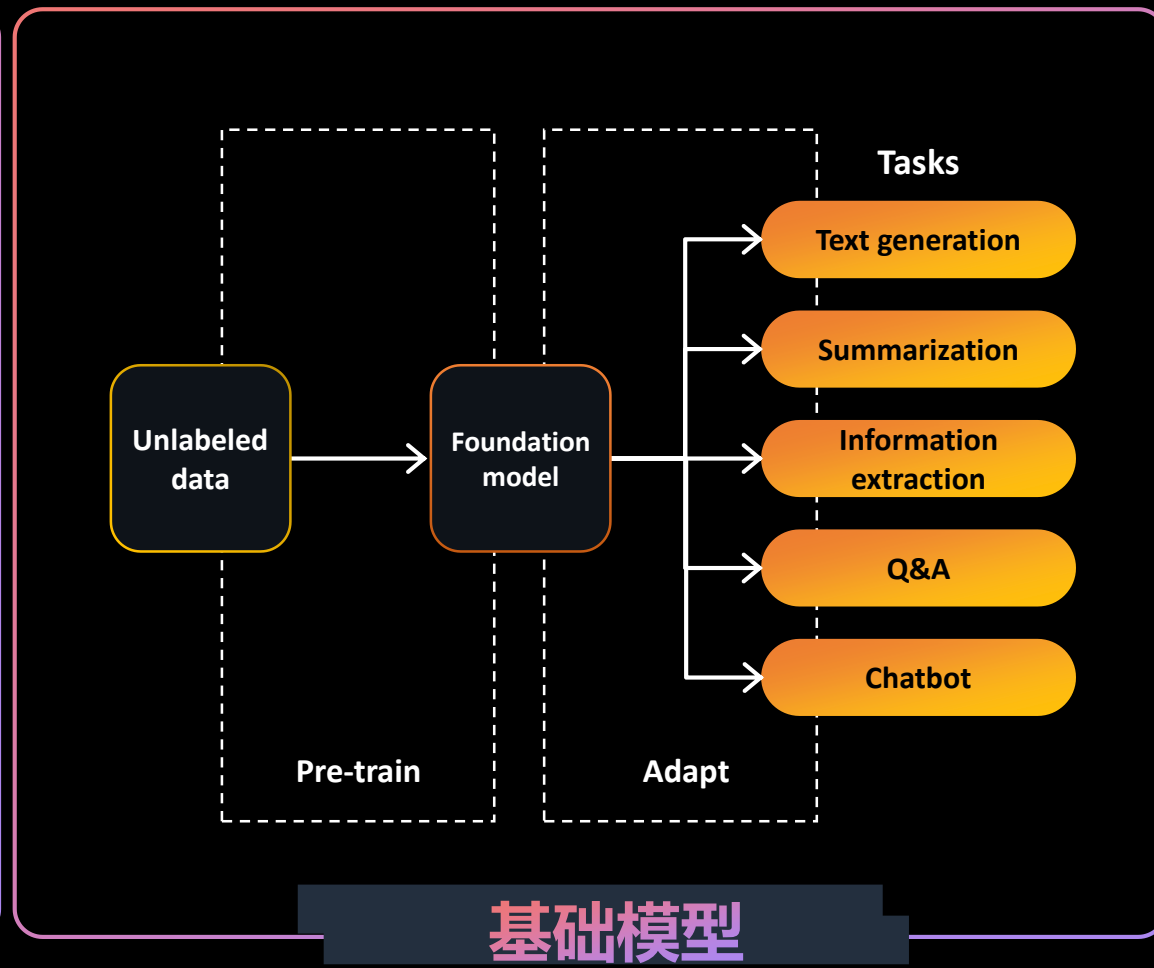 Tasks
Text generation
Summarization
Information
extraction
Q&A
Chatbot
Unlabeled
data
Foundation
model
Pre-train
Adapt
基础模型